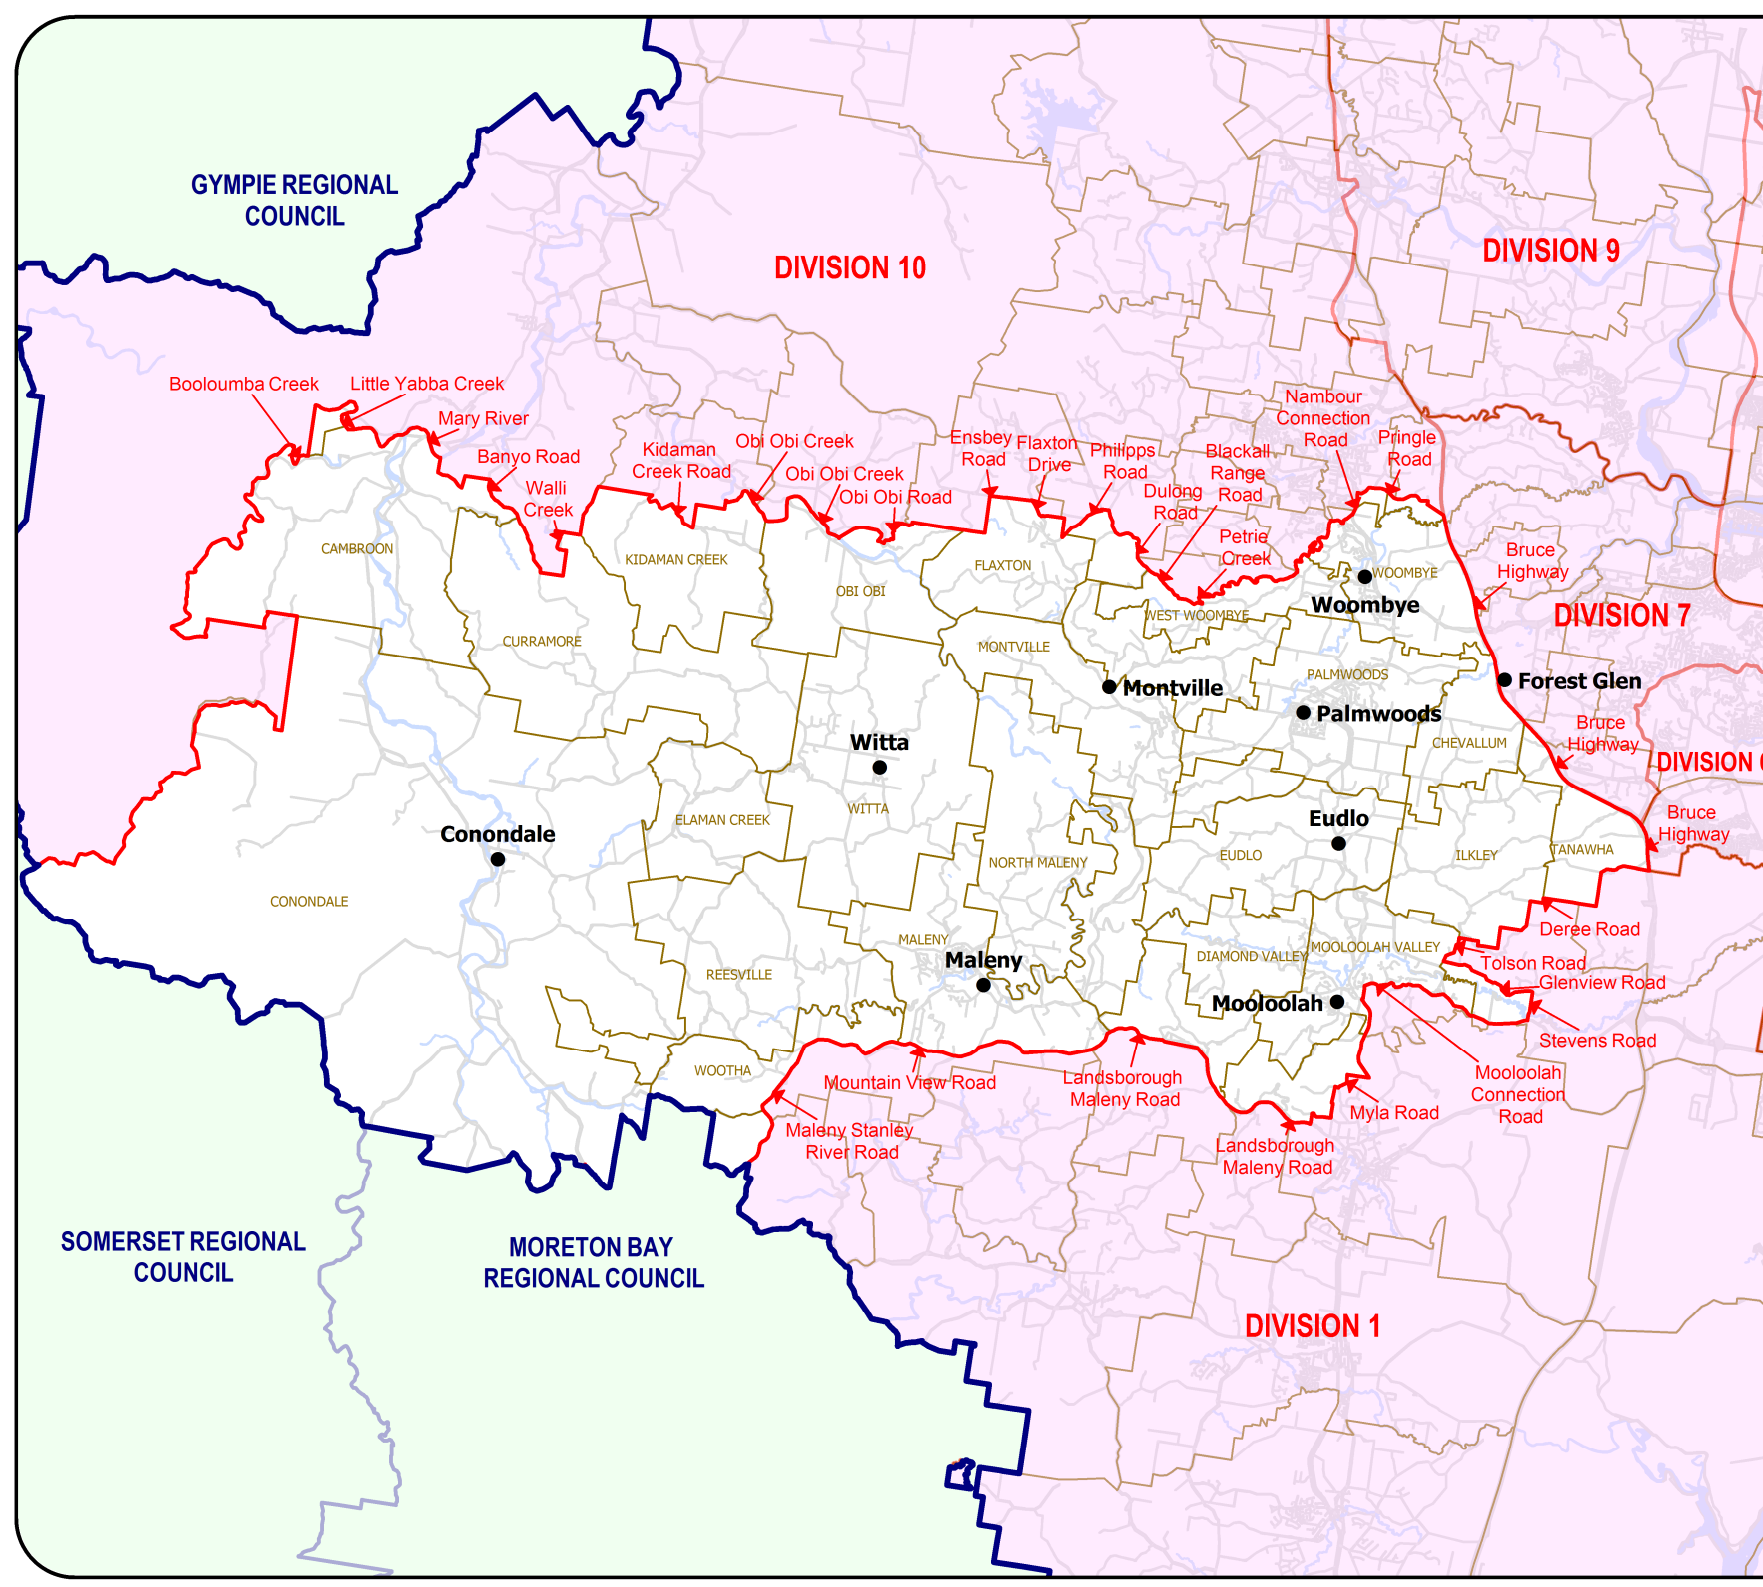 GYMPIE REGIONAL
COUNCIL
DIVISION 10
DIVISION 9
Booloumba Creek
Little Yabba Creek
Mary River
Banyo Road
Walli
Creek
Kidaman
Creek Road
Obi Obi Creek
Obi Obi Creek
Obi Obi Road
Ensbey
Road
Flaxton
Drive
Philipps
Road
Dulong
Road
Blackall
Range
Road
Petrie
Creek
Nambour
Connection
Road
Pringle
Road
Bruce
Highway
DIVISION 7
CAMBROON
CURRAMORE
KIDAMAN CREEK
OBI OBI
FLAXTON
WEST WOOMBYE
WOOMBYE
Woombye
MONTVILLE
Montville
PALMWOODS
Palmwoods
Forest Glen
Bruce
Highway
DIVISION 6
CHEVALLUM
Witta
WITTA
ELAMAN CREEK
Conondale
CONONDALE
NORTH MALENY
Eudlo
EUDLO
ILKLEY
TANAWHA
Bruce
Highway
Deree Road
Tolson Road
Glenview Road
Stevens Road
MALENY
Maleny
REESVILLE
DIAMOND VALLEY
MOOLOOLAH VALLEY
Mooloolah
WOOTHA
Mountain View Road
Landsborough
Maleny Road
Maleny Stanley
River Road
Landsborough
Maleny Road
Myla Road
Mooloolah
Connection
Road
SOMERSET REGIONAL
COUNCIL
MORETON BAY
REGIONAL COUNCIL
DIVISION 1